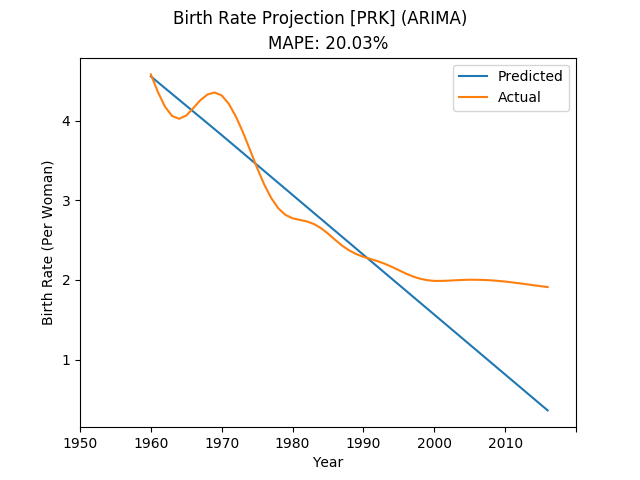 Birth Rate Projection [PRK] (ARIMA)
MAPE: 20.03%
Predicted
Actual
4
3
2
1
Birth Rate (Per Woman)
1950 1960 1970 1980 1990 2000 2010
Year